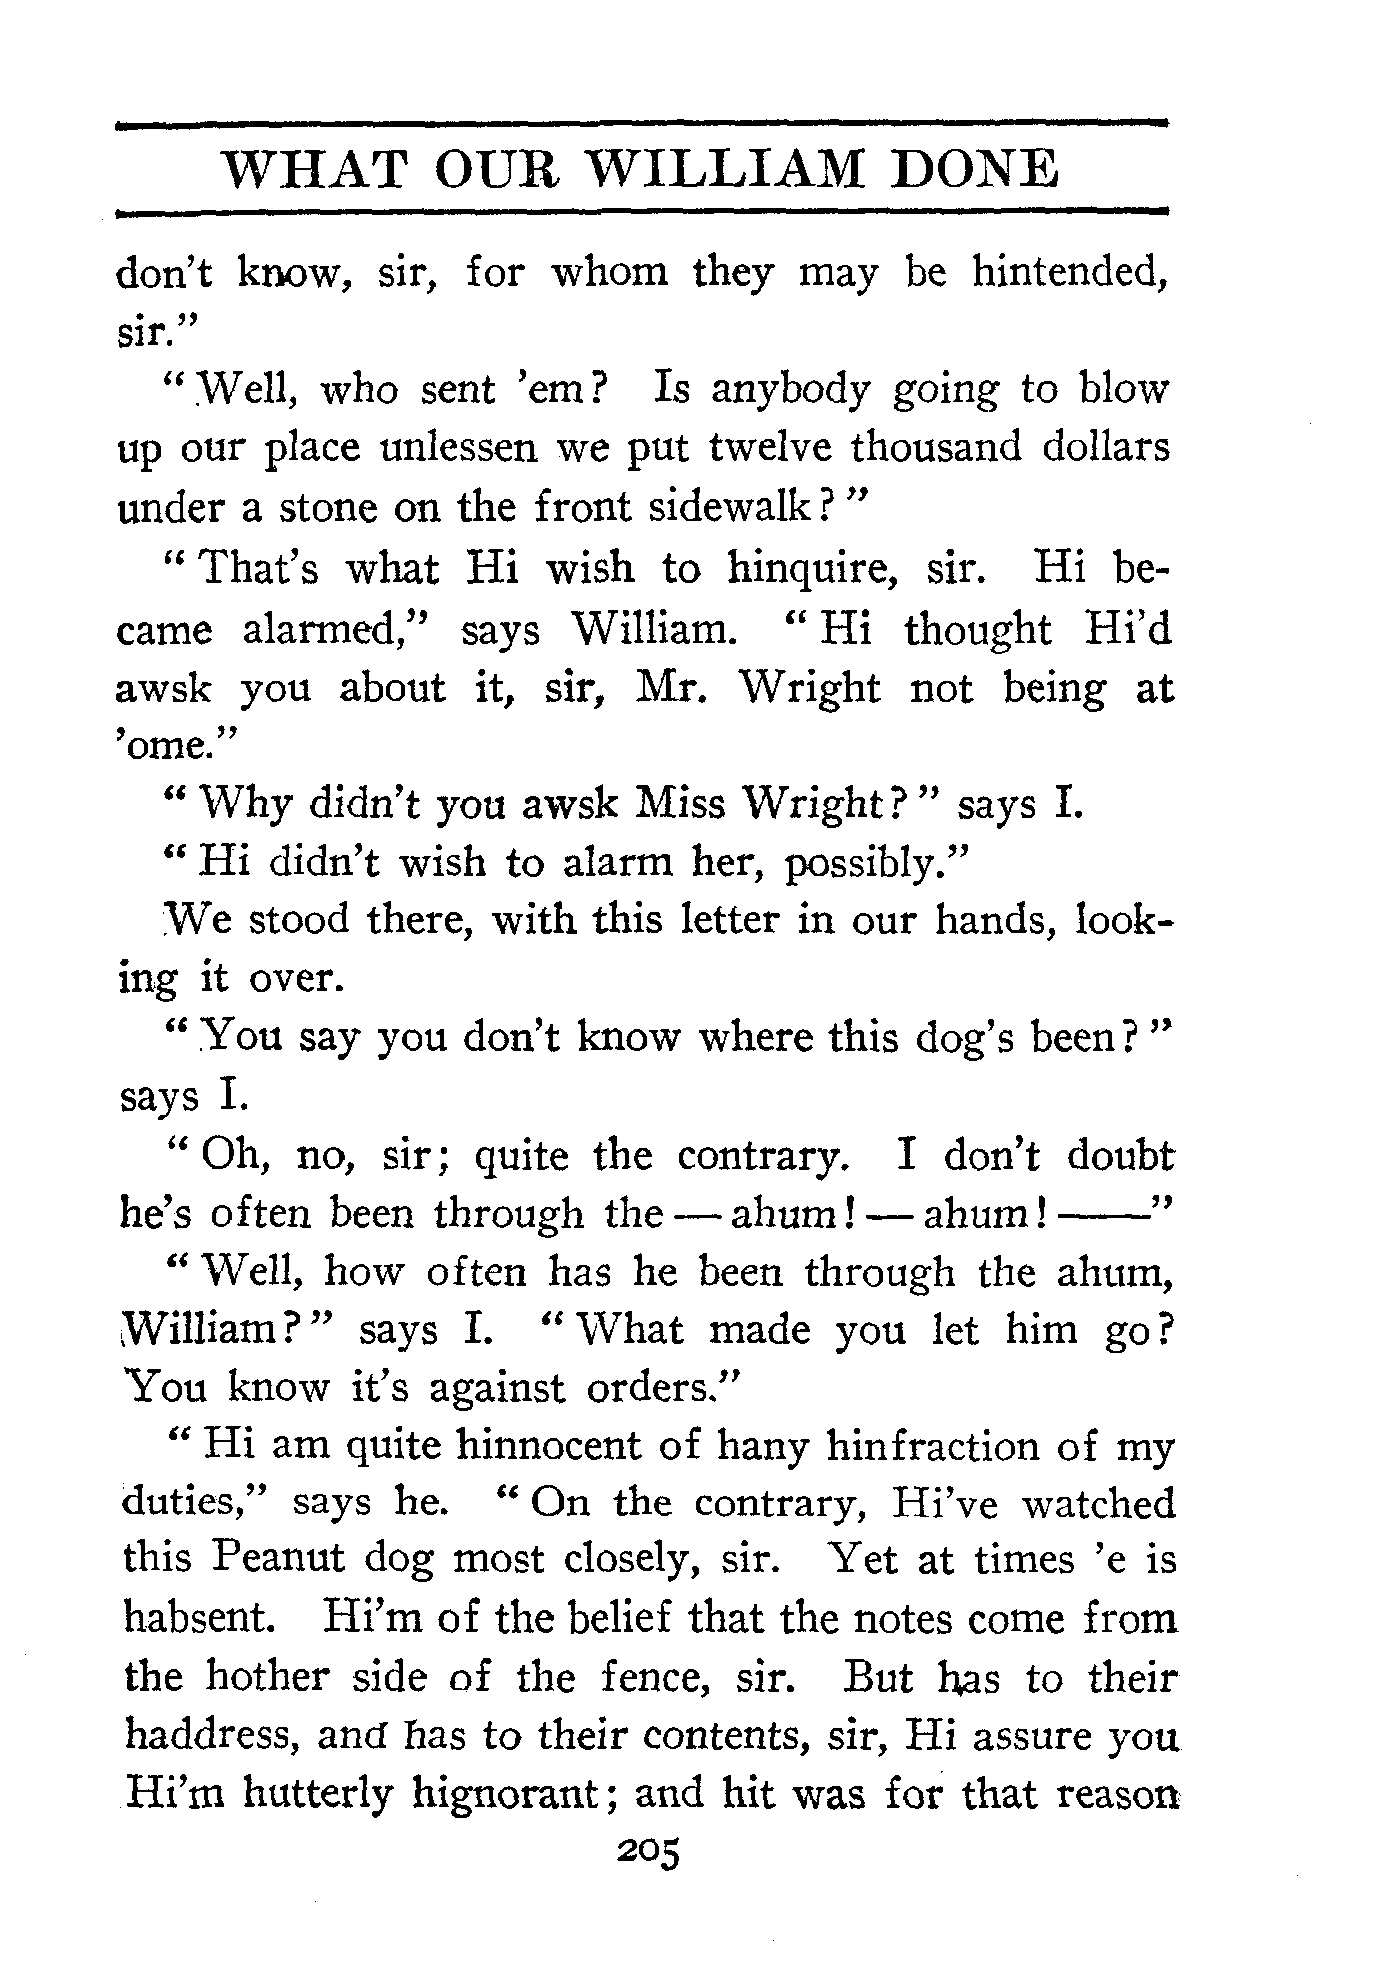 WHAT OUR WILLIAM DONE
don't know, sir, for whom they may be hintended,
sir."
"Well, who sent 'em? Is anybody going to blow
up our place unlessen we put twelve thousand dollars
under a stone on the front sidewalk?"
"That's what Hi wish to hinquire, sir. Hi be-
came alarmed," says William. "Hi thought Hi'd
awsk you about it, sir, Mr. Wright not being at
'ome."
"Why didn't you awsk Miss Wright?" says I.
"Hi didn't wish to alarm her, possibly."
We stood there, with this letter in our hands, look-
ing it over.
"You say you don't know where this dog's been?"
says I.
"Oh, no, sir; quite the contrary. I don't doubt
he's often been through the — ahum! — ahum! ——"
"Well, how often has he been through the ahum,
William?" says I. "What made you let him go?
You know it's against orders."
"Hi am quite hinnocent of hany hinfraction of my
duties," says he. "On the contrary, Hi've watched
this Peanut dog most closely, sir. Yet at times 'e is
habsent. Hi'm of the belief that the notes come from
the hother side of the fence, sir. But has to their
haddress, and has to their contents, sir, Hi assure you
Hi'm hutterly hignorant; and hit was for that reason
205